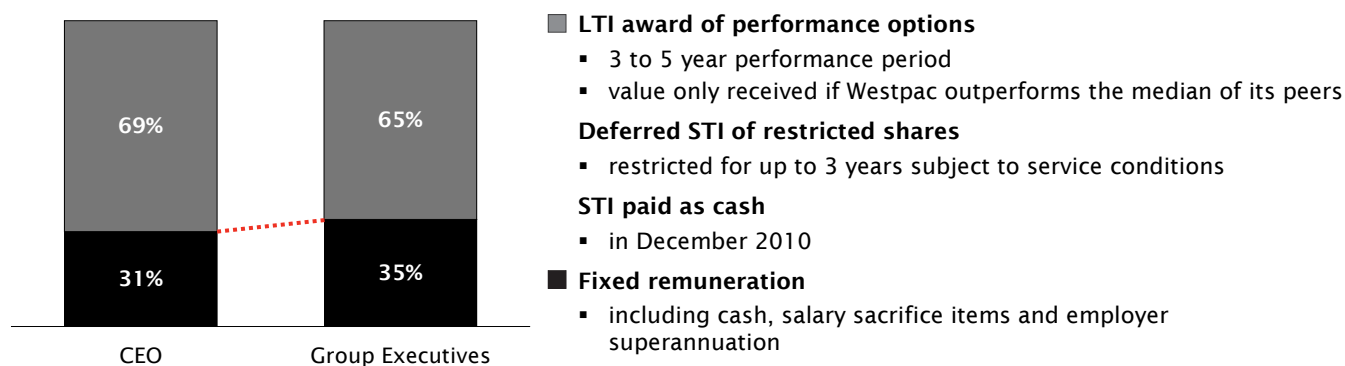 69%
31%
CEO
65%
35%
Group Executives
LTI award of performance options
▪ 3 to 5 year performance period
▪ value only received if Westpac outperforms the median of its peers
Deferred STI of restricted shares
▪ restricted for up to 3 years subject to service conditions
STI paid as cash
▪ in December 2010
Fixed remuneration
▪ including cash, salary sacrifice items and employer
superannuation